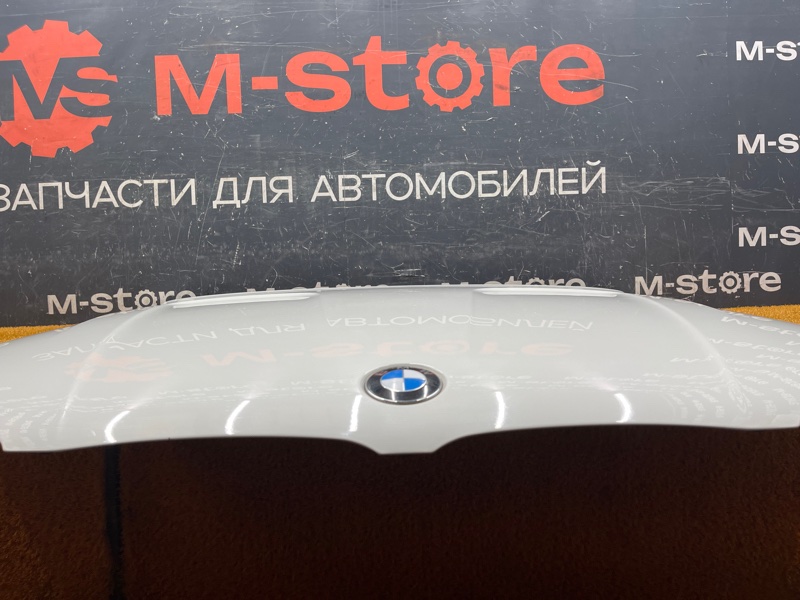 MS M-store M-st
M-s
ЗАПЧАСТИ ДЛЯ АВТОМОБИЛЕЙ
M-s
M-store M-store